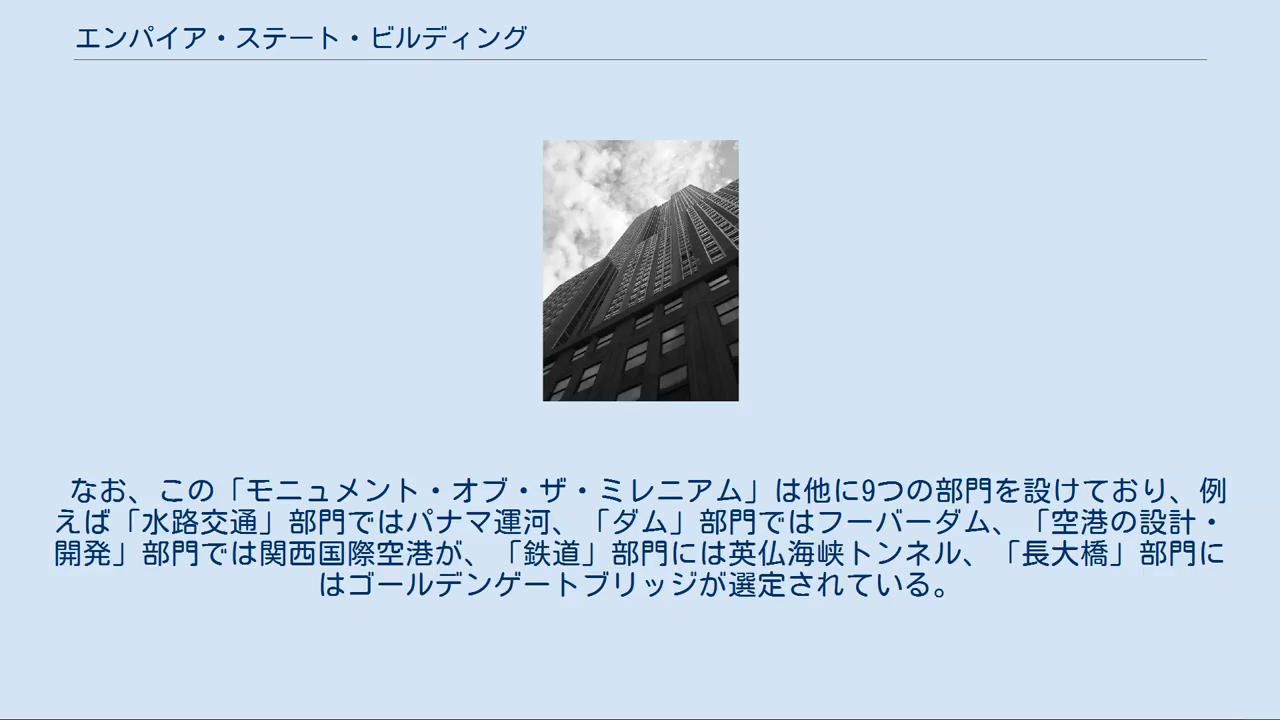 エンパイア・ステート・ビルディング
なお、この「モニュメント・オブ・ザ・ミレニアム」は他に9つの部門を設けており、例
えば「水路交通」部門ではパナマ運河、「ダム」部門ではフーバーダム、「空港の設計・
開発」部門では関西国際空港が、「鉄道」部門には英仏海峡トンネル、「長大橋」部門に
はゴールデンゲートブリッジが選定されている。